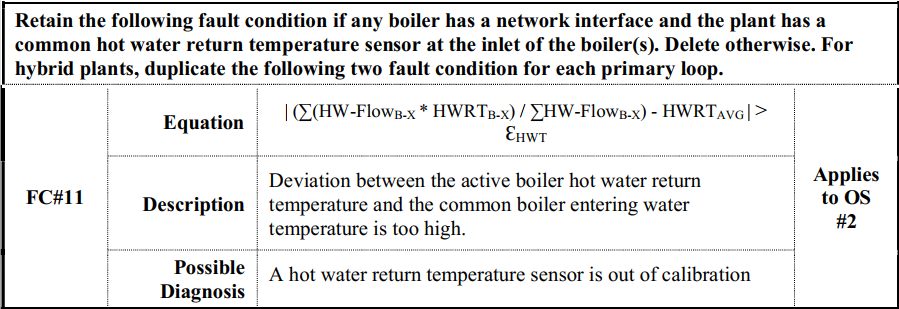 Retain the following fault condition if any boiler has a network interface and the plant has a
common hot water return temperature sensor at the inlet of the boiler(s). Delete otherwise. For
hybrid plants, duplicate the following two fault condition for each primary loop.
FC#11
Equation
| (∑(HW-FlowB-X * HWRTB-X) / ∑HW-FlowB-X) - HWRTAVG | >
ƐHWT
Description
Deviation between the active boiler hot water return
temperature and the common boiler entering water
temperature is too high.
Possible
Diagnosis
A hot water return temperature sensor is out of calibration
Applies
to OS
#2